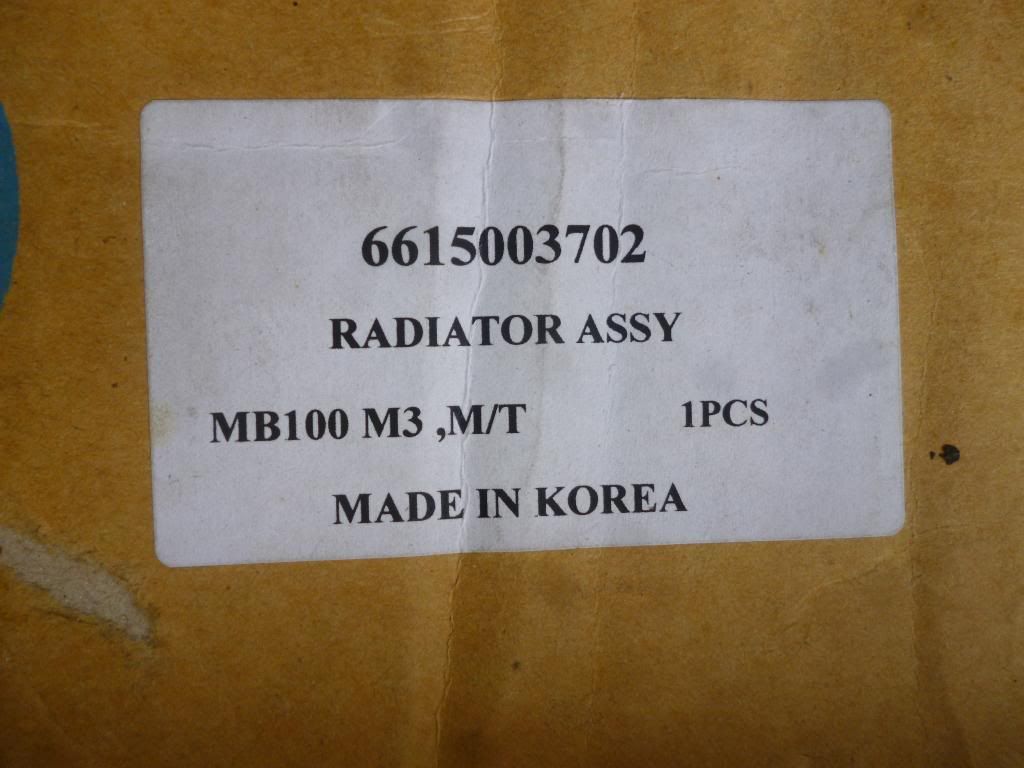 6615003702
RADIATOR ASSY
MB100 M3 ,M/T 1PCS
MADE IN KOREA